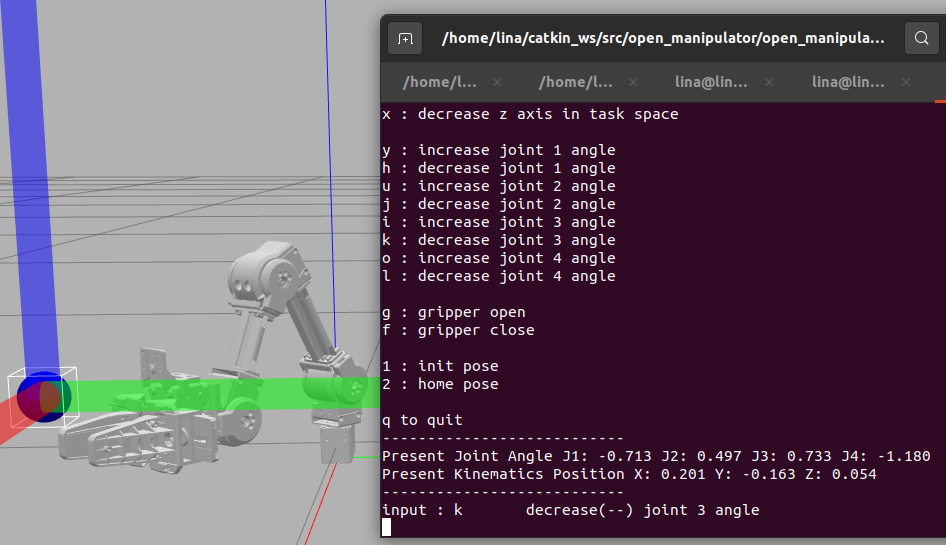 /home/lina/catkin_ws/src/open_manipulator/open_manipula...
/home/l...
/home/l...
lina@lin...
lina@lin...
x : decrease z axis in task space
y : increase joint 1 angle
h : decrease joint 1 angle
u : increase joint 2 angle
j : decrease joint 2 angle
i : increase joint 3 angle
k : decrease joint 3 angle
o : increase joint 4 angle
l : decrease joint 4 angle
g : gripper open
f : gripper close
1 : init pose
2 : home pose
q to quit
---------------------------
Present Joint Angle J1: -0.713 J2: 0.497 J3: 0.733 J4: -1.180
Present Kinematics Position X: 0.201 Y: -0.163 Z: 0.054
---------------------------
input : k       decrease(--) joint 3 angle